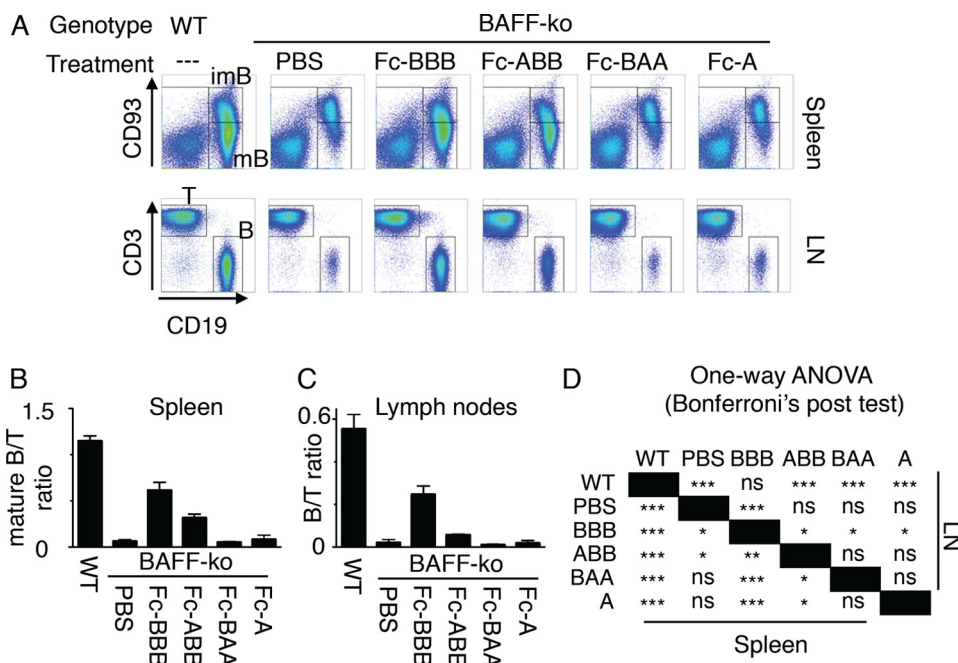 A Genotype WT BAFF-ko
Treatment --- PBS Fc-BBB Fc-ABB Fc-BAA Fc-A
imB
CD93
mB
Spleen
T
B
CD3
LN
CD19
B
Spleen
1.5
mature B/T
ratio
0
BAFF-ko
WT
PBS
Fc-BBB
Fc-ABB
Fc-BAA
Fc-A
C
Lymph nodes
0.6
B/T ratio
0
BAFF-ko
WT
PBS
Fc-BBB
Fc-ABB
Fc-BAA
Fc-A
D One-way ANOVA
(Bonferroni's post test)
WT PBS BBB ABB BAA A
WT *** ns *** *** ***
PBS *** *** ns ns ns
BBB *** * * * *
ABB *** * ** ns ns
BAA *** ns *** * ns
A *** ns *** * ns
LN
Spleen